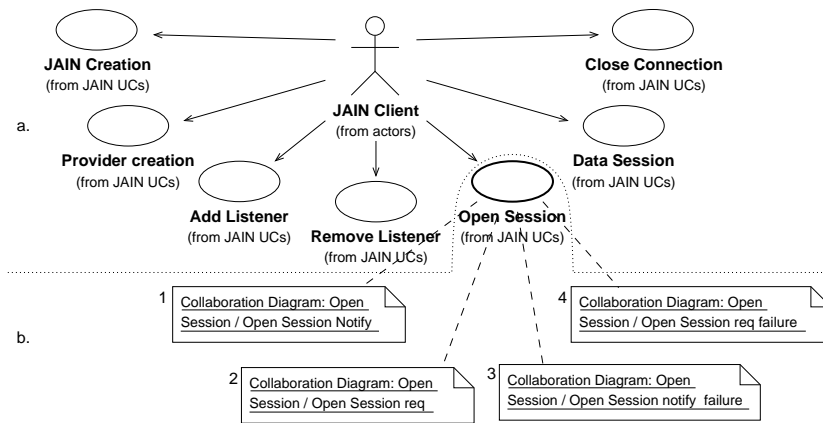 JAIN Creation
(from JAIN UCs)
Close Connection
(from JAIN UCs)
JAIN Client
(from actors)
a.
Provider creation
(from JAIN UCs)
Data Session
(from JAIN UCs)
Add Listener
(from JAIN UCs)
Remove Listener
(from JAIN UCs)
Open Session
(from JAIN UCs)
b.
1
Collaboration Diagram: Open
Session / Open Session Notify
4
Collaboration Diagram: Open
Session / Open Session req failure
2
Collaboration Diagram: Open
Session / Open Session req
3
Collaboration Diagram: Open
Session / Open Session notify failure